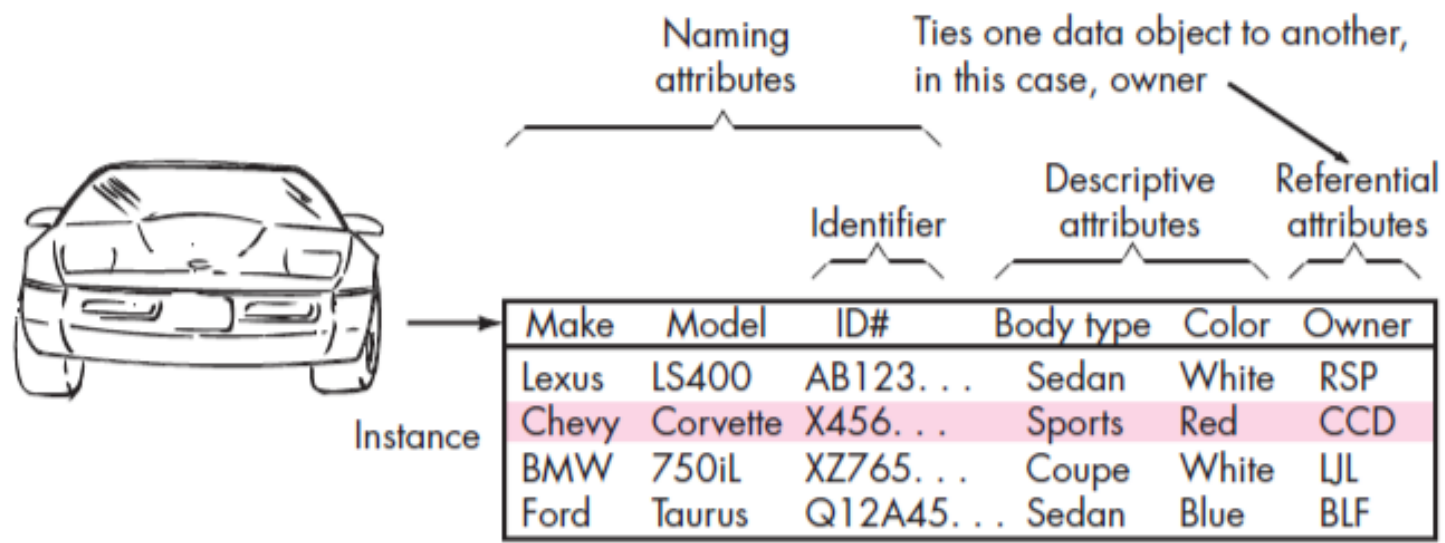 Naming
attributes
Ties one data object to another,
in this case, owner
Identifier
Descriptive
attributes
Referential
attributes
Make Model ID# Body type Color Owner
Lexus LS400 AB123. . . Sedan White RSP
Instance
Chevy Corvette X456. . . Sports Red CCD
BMW 750iL XZ765. . . Coupe White LJL
Ford Taurus Q12A45. . . Sedan Blue BLF